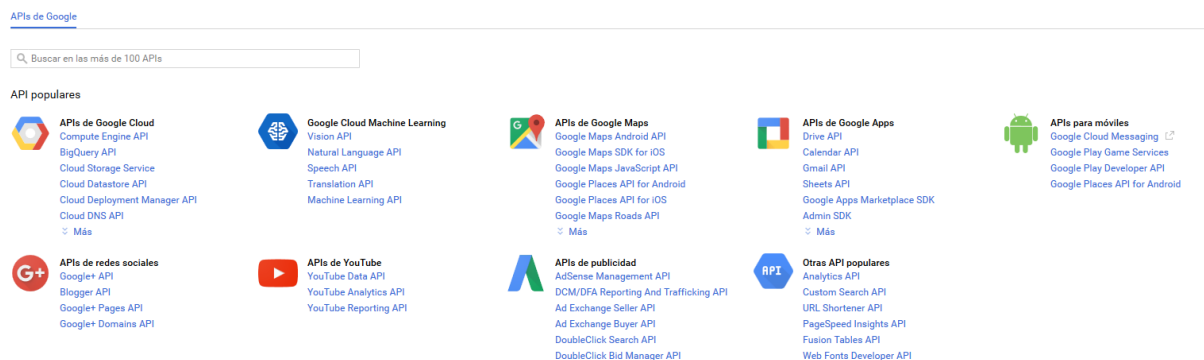 APIs de Google
Buscar en las más de 100 APIs
API populares
APIs de Google Cloud
Compute Engine API
BigQuery API
Cloud Storage Service
Cloud Datastore API
Cloud Deployment Manager API
Cloud DNS API
Más
Google Cloud Machine Learning
Vision API
Natural Language API
Speech API
Translation API
Machine Learning API
G
APIs de Google Maps
Google Maps Android API
Google Maps SDK for iOS
Google Maps JavaScript API
Google Places API for Android
Google Places API for iOS
Google Maps Roads API
Más
APIs de Google Apps
Drive API
Calendar API
Gmail API
Sheets API
Google Apps Marketplace SDK
Admin SDK
Más
APIs para móviles
Google Cloud Messaging
Google Play Game Services
Google Play Developer API
Google Places API for Android
G+
APIs de redes sociales
Google+ API
Blogger API
Google+ Pages API
Google+ Domains API
APIs de YouTube
YouTube Data API
YouTube Analytics API
YouTube Reporting API
APIs de publicidad
AdSense Management API
DCM/DFA Reporting And Trafficking API
Ad Exchange Seller API
Ad Exchange Buyer API
DoubleClick Search API
DoubleClick Bid Manager API
API
Otras API populares
Analytics API
Custom Search API
URL Shortener API
PageSpeed Insights API
Fusion Tables API
Web Fonts Developer API